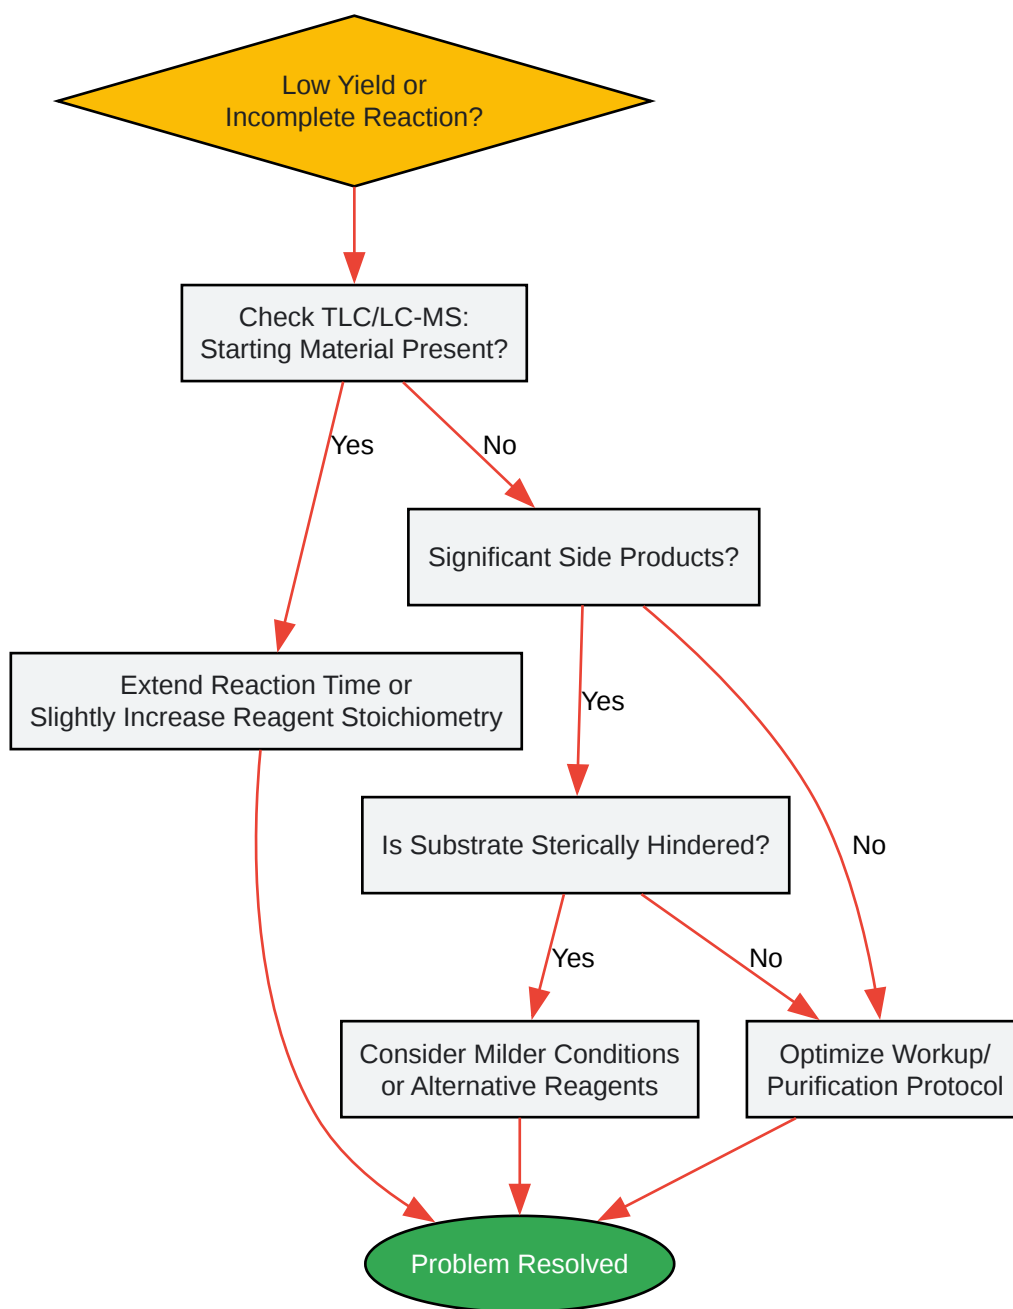 Low Yield or
Incomplete Reaction?
Check TLC/LC-MS:
Starting Material Present?
Yes
No
Significant Side Products?
Extend Reaction Time or
Slightly Increase Reagent Stoichiometry
Yes
Is Substrate Sterically Hindered?
No
Yes
No
Consider Milder Conditions
or Alternative Reagents
Optimize Workup/
Purification Protocol
Problem Resolved